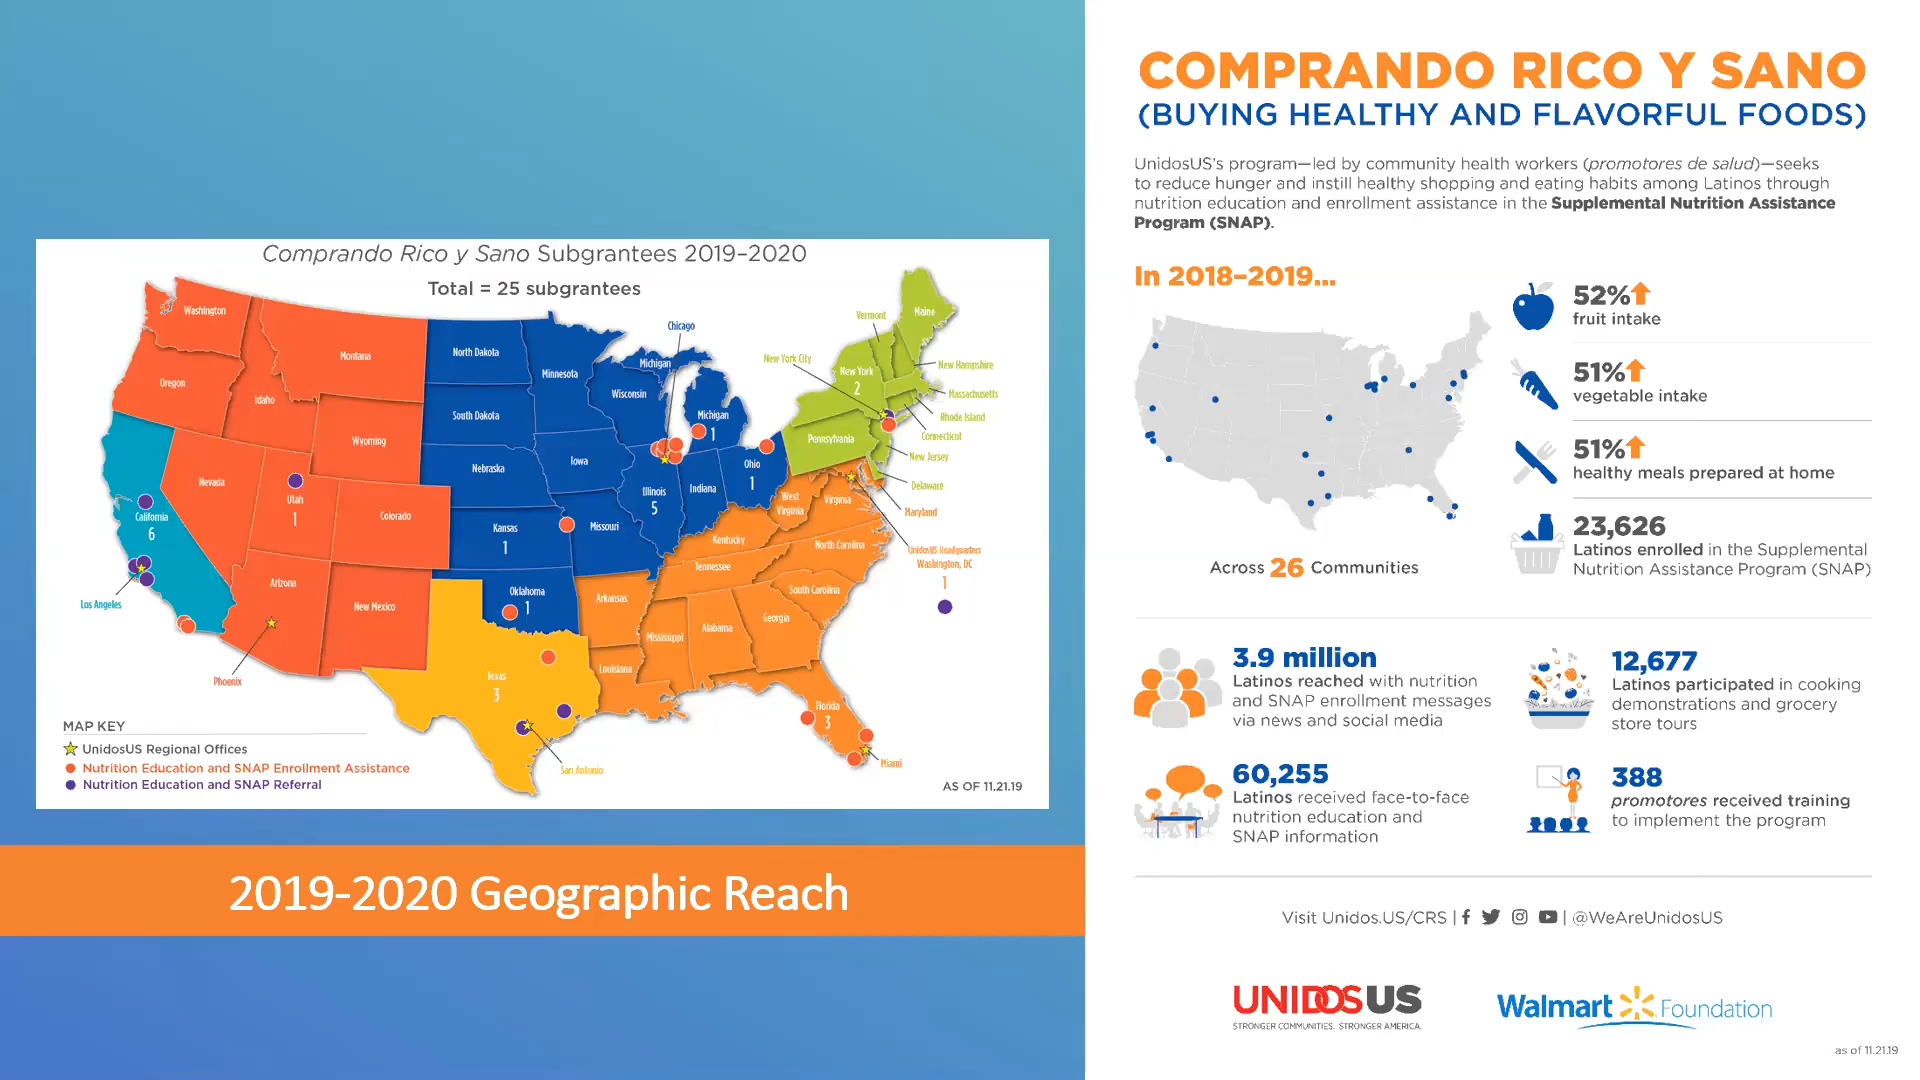 Comprando Rico y Sano Subgrantees 2019–2020
Total = 25 subgrantees
Washington
Oregon
Idaho
Montana
Wyoming
Nevada
Utah
1
Colorado
California
6
Los Angeles
Arizona
New Mexico
Phoenix
North Dakota
South Dakota
Nebraska
Kansas
1
Oklahoma
1
Minnesota
Iowa
Missouri
Wisconsin
Illinois
5
Chicago
Michigan
Michigan
1
Indiana
Ohio
1
Texas
3
San Antonio
Vermont
Maine
New York City
New York
2
New Hampshire
Massachusetts
Rhode Island
Connecticut
New Jersey
Pennsylvania
Delaware
Maryland
West
Virginia
Virginia
UnidosUS Headquarters
Washington, DC
1
Kentucky
North Carolina
Tennessee
South Carolina
Arkansas
Mississippi
Alabama
Georgia
Louisiana
Florida
3
Miami
MAP KEY
UnidosUS Regional Offices
Nutrition Education and SNAP Enrollment Assistance
Nutrition Education and SNAP Referral
AS OF 11.21.19
2019-2020 Geographic Reach
COMPRANDO RICO Y SANO
(BUYING HEALTHY AND FLAVORFUL FOODS)
UnidosUS's program—led by community health workers (promotores de salud)—seeks
to reduce hunger and instill healthy shopping and eating habits among Latinos through
nutrition education and enrollment assistance in the Supplemental Nutrition Assistance
Program (SNAP).
In 2018–2019...
Across 26 Communities
52%
fruit intake
51%
vegetable intake
51%
healthy meals prepared at home
23,626
Latinos enrolled in the Supplemental
Nutrition Assistance Program (SNAP)
3.9 million
Latinos reached with nutrition
and SNAP enrollment messages
via news and social media
12,677
Latinos participated in cooking
demonstrations and grocery
store tours
60,255
Latinos received face-to-face
nutrition education and
SNAP information
388
promotores received training
to implement the program
Visit Unidos.US/CRS | | @WeAreUnidosUS
UNIDOSUS
STRONGER COMMUNITIES. STRONGER AMERICA.
Walmart Foundation
as of 11.21.19